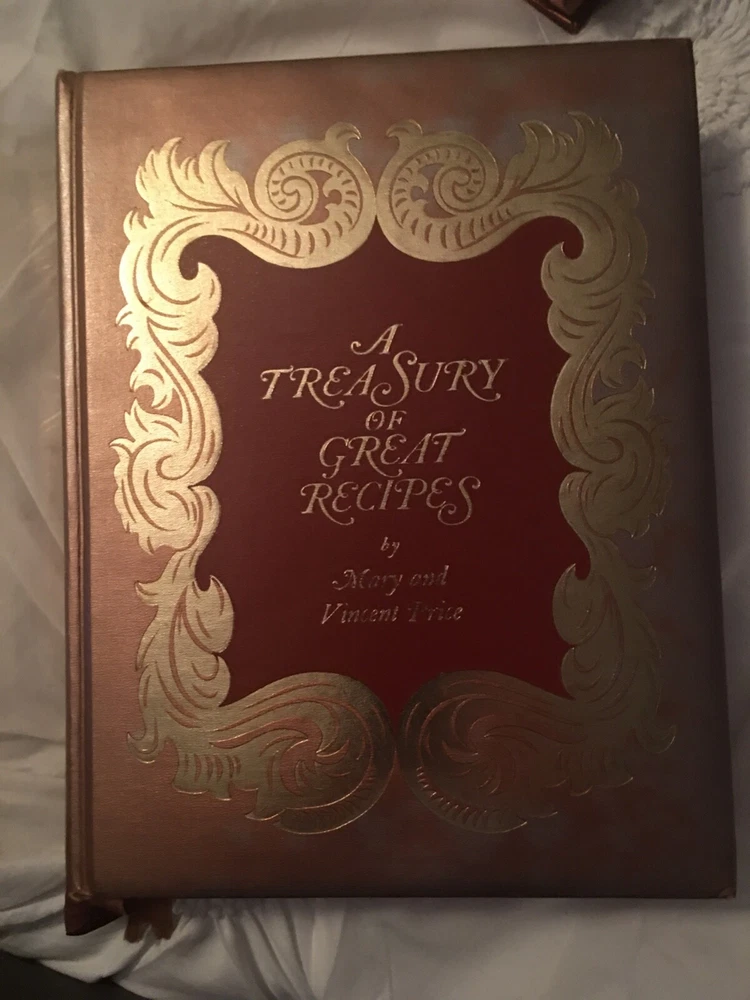 A
TREASURY
OF
GREAT
RECIPES
by
Mary and
Vincent Price